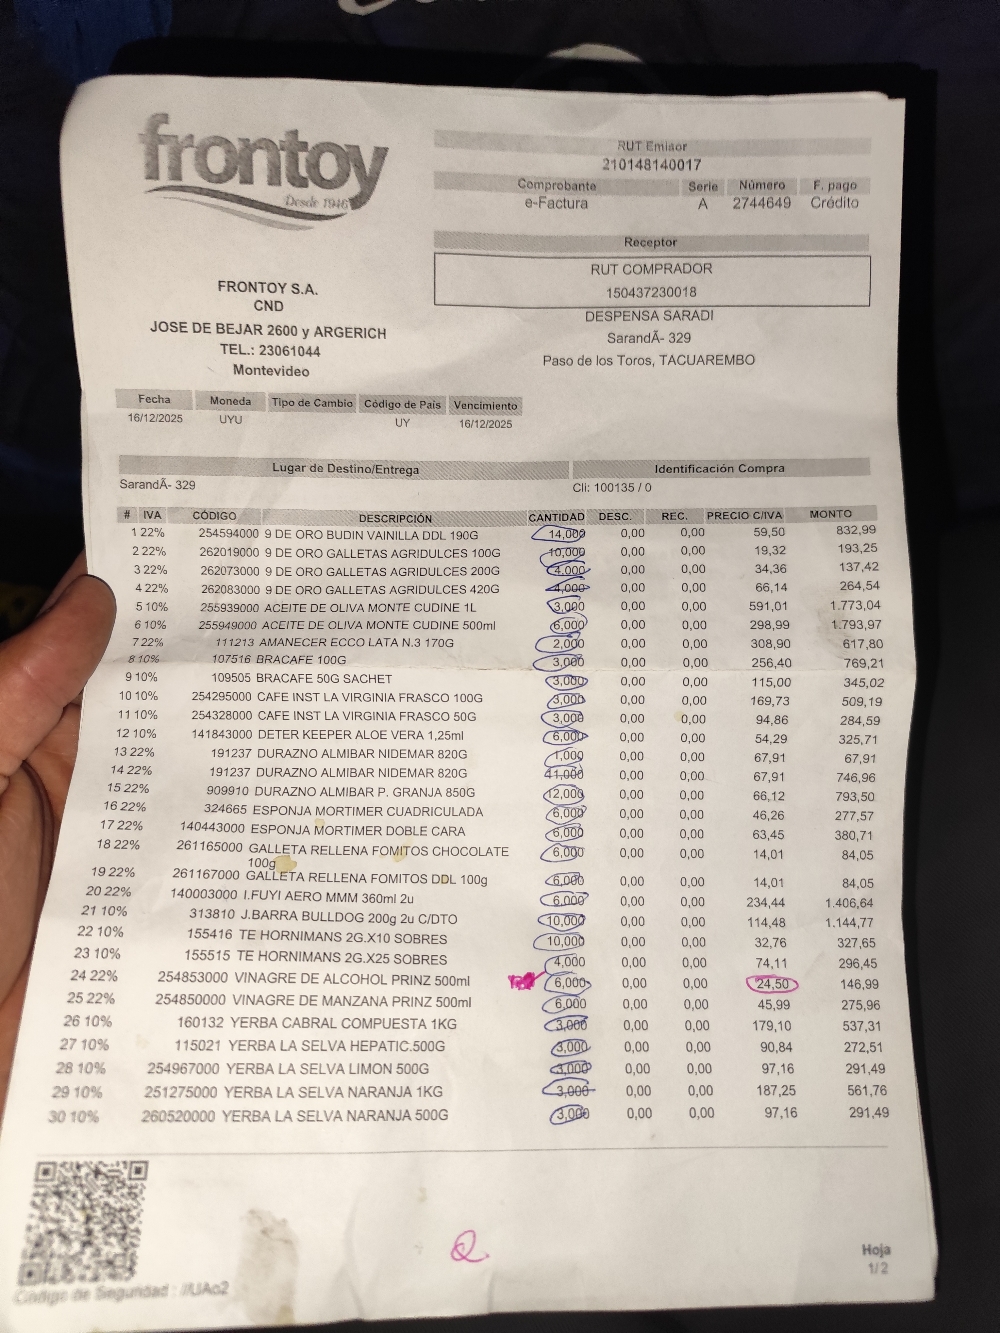 frontoy
Desde 1946
RUT Emisor
210148140017
Comprobante Serie Número F. pago
e-Factura A 2744649 Crédito
Receptor
RUT COMPRADOR
150437230018
DESPENSA SARADI
SarandÃ- 329
Paso de los Toros, TACUAREMBO
FRONTOY S.A.
CND
JOSE DE BEJAR 2600 y ARGERICH
TEL.: 23061044
Montevideo
Fecha Moneda Tipo de Cambio Código de País Vencimiento
16/12/2025 UYU UY 16/12/2025
Lugar de Destino/Entrega Identificación Compra
SarandÃ- 329 Cli: 100135 / 0
# IVA CÓDIGO DESCRIPCIÓN CANTIDAD DESC. REC. PRECIO C/IVA MONTO
1 22% 254594000 9 DE ORO BUDIN VAINILLA DDL 190G 14,000 0,00 0,00 59,50 832,99
2 22% 262019000 9 DE ORO GALLETAS AGRIDULCES 100G 10,000 0,00 0,00 19,32 193,25
3 22% 262073000 9 DE ORO GALLETAS AGRIDULCES 200G 4,000 0,00 0,00 34,36 137,42
4 22% 262083000 9 DE ORO GALLETAS AGRIDULCES 420G 4,000 0,00 0,00 66,14 264,54
5 10% 255939000 ACEITE DE OLIVA MONTE CUDINE 1L 3,000 0,00 0,00 591,01 1.773,04
6 10% 255949000 ACEITE DE OLIVA MONTE CUDINE 500ml 6,000 0,00 0,00 298,99 1.793,97
7 22% 111213 AMANECER ECCO LATA N.3 170G 2,000 0,00 0,00 308,90 617,80
8 10% 107516 BRACAFE 100G 3,000 0,00 0,00 256,40 769,21
9 10% 109505 BRACAFE 50G SACHET 3,000 0,00 0,00 115,00 345,02
10 10% 254295000 CAFE INST LA VIRGINIA FRASCO 100G 3,000 0,00 0,00 169,73 509,19
11 10% 254328000 CAFE INST LA VIRGINIA FRASCO 50G 3,000 0,00 0,00 94,86 284,59
12 10% 141843000 DETER KEEPER ALOE VERA 1,25ml 6,000 0,00 0,00 54,29 325,71
13 22% 191237 DURAZNO ALMIBAR NIDEMAR 820G 1,000 0,00 0,00 67,91 67,91
14 22% 191237 DURAZNO ALMIBAR NIDEMAR 820G 11,000 0,00 0,00 67,91 746,96
15 22% 909910 DURAZNO ALMIBAR P. GRANJA 850G 12,000 0,00 0,00 66,12 793,50
16 22% 324665 ESPONJA MORTIMER CUADRICULADA 6,000 0,00 0,00 46,26 277,57
17 22% 140443000 ESPONJA MORTIMER DOBLE CARA 6,000 0,00 0,00 63,45 380,71
18 22% 261165000 GALLETA RELLENA FOMITOS CHOCOLATE 6,000 0,00 0,00 14,01 84,05
100g
19 22% 261167000 GALLETA RELLENA FOMITOS DDL 100g 6,000 0,00 0,00 14,01 84,05
20 22% 140003000 I.FUYI AERO MMM 360ml 2u 6,000 0,00 0,00 234,44 1.406,64
21 10% 313810 J.BARRA BULLDOG 200g 2u C/DTO 10,000 0,00 0,00 114,48 1.144,77
22 10% 155416 TE HORNIMANS 2G.X10 SOBRES 10,000 0,00 0,00 32,76 327,65
23 10% 155515 TE HORNIMANS 2G.X25 SOBRES 4,000 0,00 0,00 74,11 296,45
24 22% 254853000 VINAGRE DE ALCOHOL PRINZ 500ml 6,000 0,00 0,00 24,50 146,99
25 22% 254850000 VINAGRE DE MANZANA PRINZ 500ml 6,000 0,00 0,00 45,99 275,96
26 10% 160132 YERBA CABRAL COMPUESTA 1KG 3,000 0,00 0,00 179,10 537,31
27 10% 115021 YERBA LA SELVA HEPATIC.500G 3,000 0,00 0,00 90,84 272,51
28 10% 254967000 YERBA LA SELVA LIMON 500G 3,000 0,00 0,00 97,16 291,49
29 10% 251275000 YERBA LA SELVA NARANJA 1KG 3,000 0,00 0,00 187,25 561,76
30 10% 260520000 YERBA LA SELVA NARANJA 500G 3,000 0,00 0,00 97,16 291,49
Hoja
1/2
Código de Seguridad :